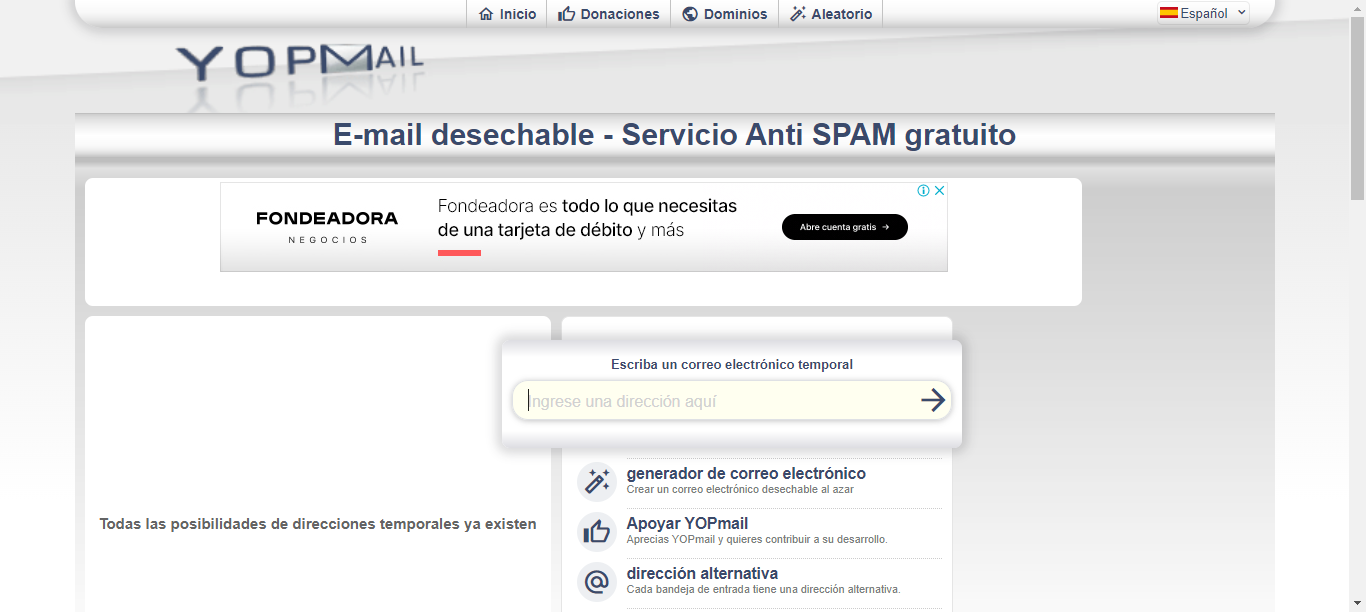 Inicio
Donaciones
Dominios
Aleatorio
Español
YOPMAIL
E-mail desechable - Servicio Anti SPAM gratuito
FONDEADORA
NEGOCIOS
Fondeadora es todo lo que necesitas
de una tarjeta de débito y más
Abre cuenta gratis →
Escriba un correo electrónico temporal
Ingrese una dirección aquí
Todas las posibilidades de direcciones temporales ya existen
generador de correo electrónico
Crear un correo electrónico desechable al azar
Apoyar YOPmail
Aprecias YOPmail y quieres contribuir a su desarrollo.
dirección alternativa
Cada bandeja de entrada tiene una dirección alternativa.